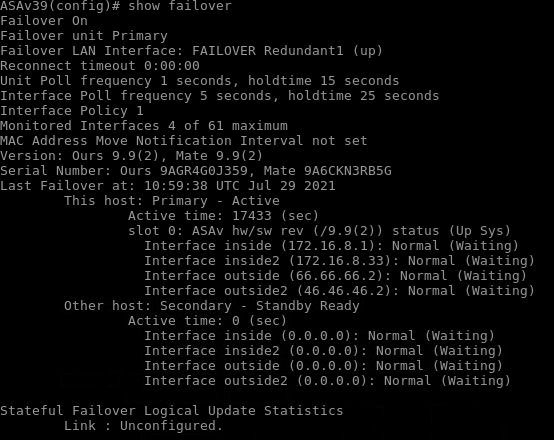 ASAv39(config)# show failover
Failover On
Failover unit Primary
Failover LAN Interface: FAILOVER Redundant1 (up)
Reconnect timeout 0:00:00
Unit Poll frequency 1 seconds, holdtime 15 seconds
Interface Poll frequency 5 seconds, holdtime 25 seconds
Interface Policy 1
Monitored Interfaces 4 of 61 maximum
MAC Address Move Notification Interval not set
Version: Ours 9.9(2), Mate 9.9(2)
Serial Number: Ours 9AGR4G0J359, Mate 9A6CKN3RB5G
Last Failover at: 10:59:38 UTC Jul 29 2021
This host: Primary - Active
Active time: 17433 (sec)
slot 0: ASAv hw/sw rev (/9.9(2)) status (Up Sys)
Interface inside (172.16.8.1): Normal (Waiting)
Interface inside2 (172.16.8.33): Normal (Waiting)
Interface outside (66.66.66.2): Normal (Waiting)
Interface outside2 (46.46.46.2): Normal (Waiting)
Other host: Secondary - Standby Ready
Active time: 0 (sec)
Interface inside (0.0.0.0): Normal (Waiting)
Interface inside2 (0.0.0.0): Normal (Waiting)
Interface outside (0.0.0.0): Normal (Waiting)
Interface outside2 (0.0.0.0): Normal (Waiting)
Stateful Failover Logical Update Statistics
Link : Unconfigured.